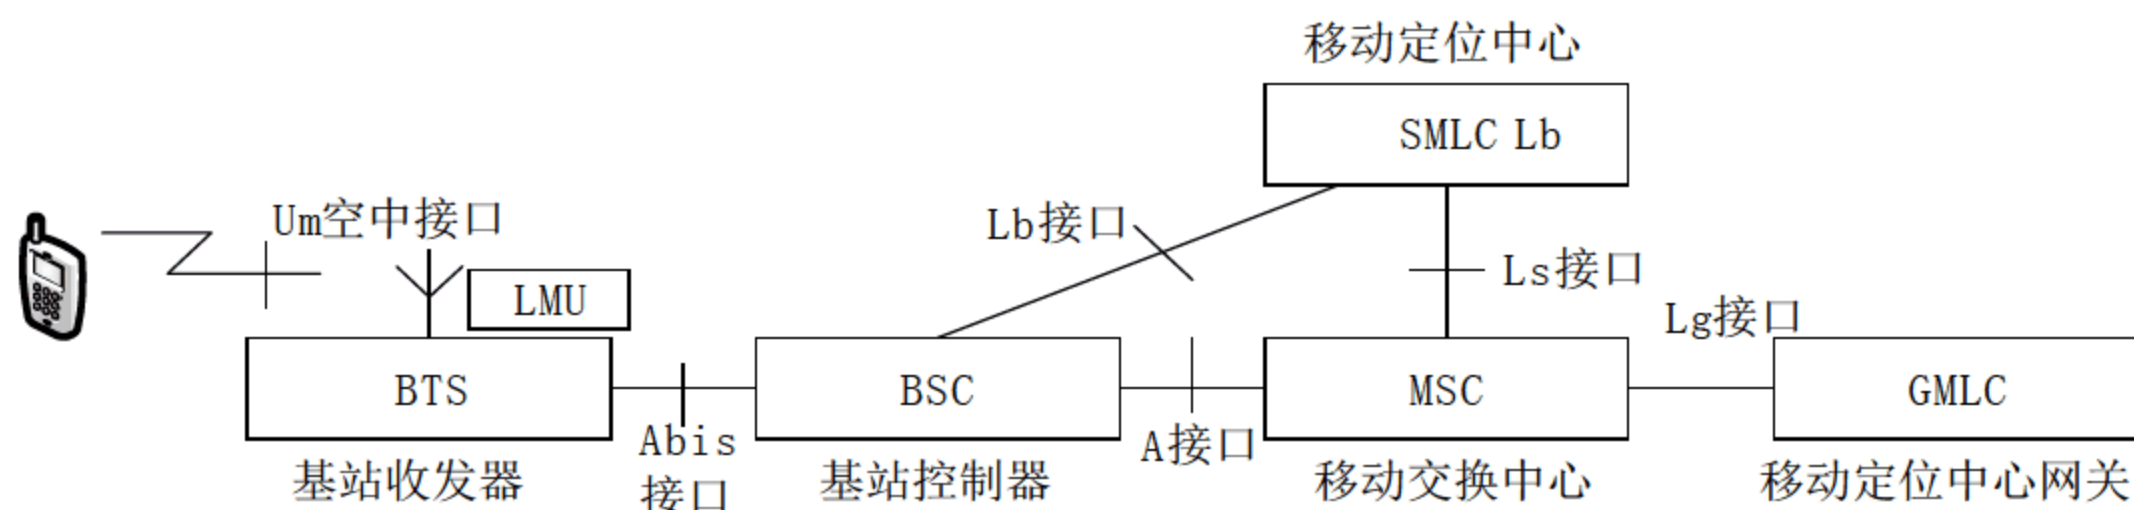 移动定位中心
SMLC Lb
Um空中接口
Lb接口
LMU
Ls接口
Lg接口
BTS
BSC
MSC
GMLC
Abis
接口
A接口
基站收发器
基站控制器
移动交换中心
移动定位中心网关